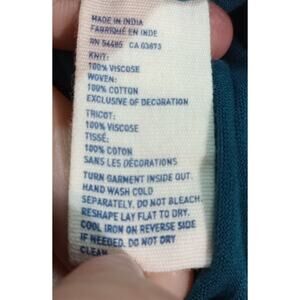 MADE IN INDIA
FABRIQUÉ EN INDE
RN 54485 CA 03673
KNIT:
100% VISCOSE
WOVEN:
100% COTTON
EXCLUSIVE OF DECORATION
TRICOT:
100% VISCOSE
TISSÉ:
100% COTON
SANS LES DÉCORATIONS
TURN GARMENT INSIDE OUT.
HAND WASH COLD
SEPARATELY. DO NOT BLEACH.
RESHAPE LAY FLAT TO DRY.
COOL IRON ON REVERSE SIDE
IF NEEDED. DO NOT DRY
CLEAN.